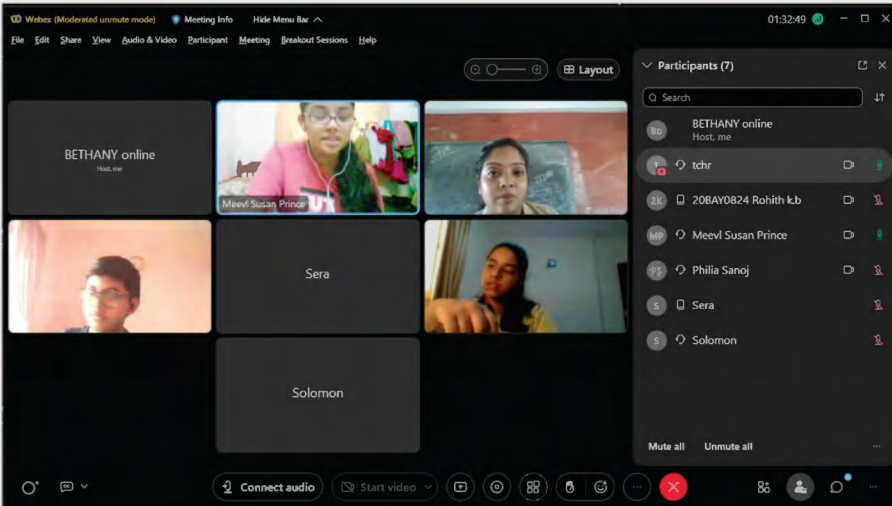 Webex (Moderated unmute mode) Meeting Info Hide Menu Bar 01:32:49
File Edit Share View Audio & Video Participant Meeting Breakout Sessions Help
Layout
Participants (7)
Search
BETHANY online
Host, me
tchr
20BAY0824 Rohith k.b
Meevl Susan Prince
Philia Sanoj
Sera
Solomon
BETHANY online
Host, me
Meevl Susan Prince
Sera
Solomon
Mute all Unmute all
Connect audio Start video